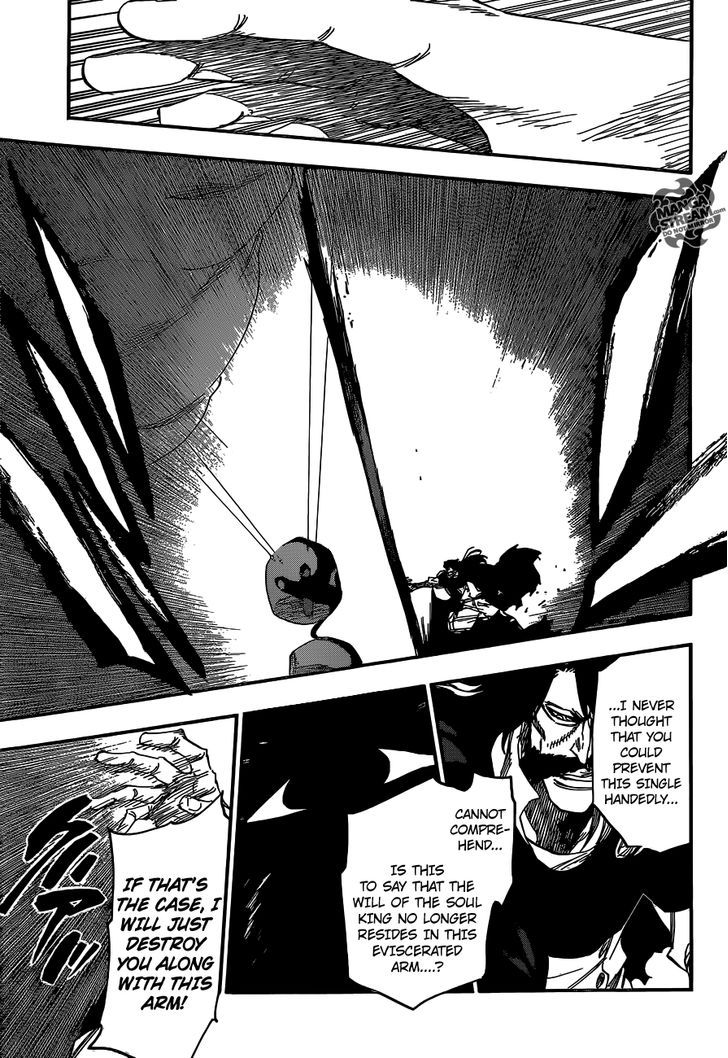 MANGA
STREAM.com
DO NOT MIRROR
...I NEVER
THOUGHT
THAT YOU
COULD
PREVENT
THIS SINGLE
HANDEDLY...
CANNOT
COMPRE-
HEND...
IS THIS
TO SAY THAT THE
WILL OF THE SOUL
KING NO LONGER
RESIDES IN THIS
EVISCERATED
ARM....?
IF THAT'S
THE CASE, I
WILL JUST
DESTROY
YOU ALONG
WITH THIS
ARM!